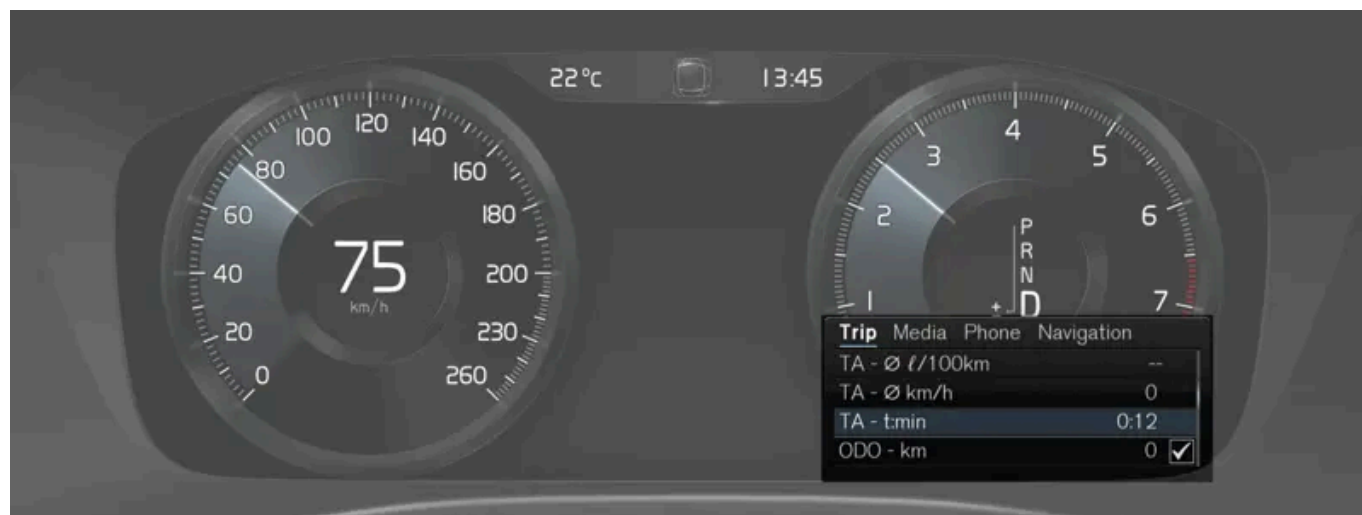 22°C 13:45
0
20
40
60
80
100
120
140
160
180
200
230
260
75
km/h
1
2
3
4
5
6
7
P
R
N
D
±
Trip Media Phone Navigation
TA - Ø ℓ/100km --
TA - Ø km/h 0
TA - t:min 0:12
ODO - km 0